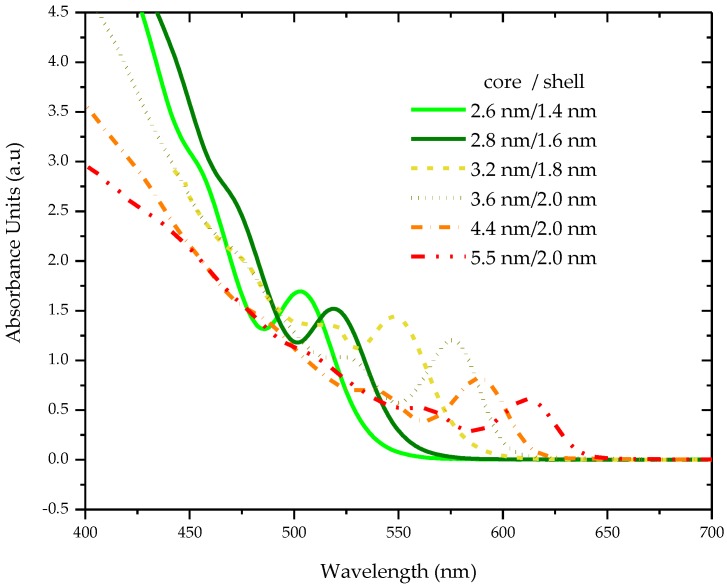 4.5
4.0
3.5
3.0
2.5
2.0
1.5
1.0
0.5
0.0
-0.5
Absorbance Units (a.u)
core / shell
2.6 nm/1.4 nm
2.8 nm/1.6 nm
3.2 nm/1.8 nm
3.6 nm/2.0 nm
4.4 nm/2.0 nm
5.5 nm/2.0 nm
400 450 500 550 600 650 700
Wavelength (nm)